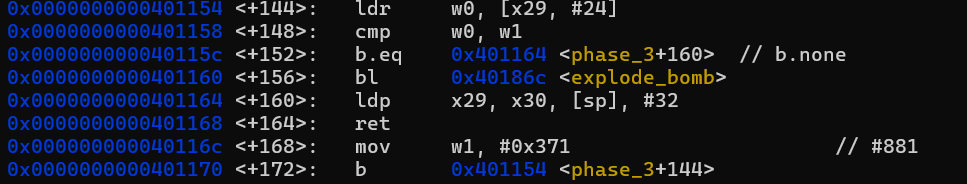 0x0000000000401154 <+144>: ldr w0, [x29, #24]
0x0000000000401158 <+148>: cmp w0, w1
0x000000000040115c <+152>: b.eq 0x401164 <phase_3+160> // b.none
0x0000000000401160 <+156>: bl 0x40186c <explode_bomb>
0x0000000000401164 <+160>: ldp x29, x30, [sp], #32
0x0000000000401168 <+164>: ret
0x000000000040116c <+168>: mov w1, #0x371 // #881
0x0000000000401170 <+172>: b 0x401154 <phase_3+144>